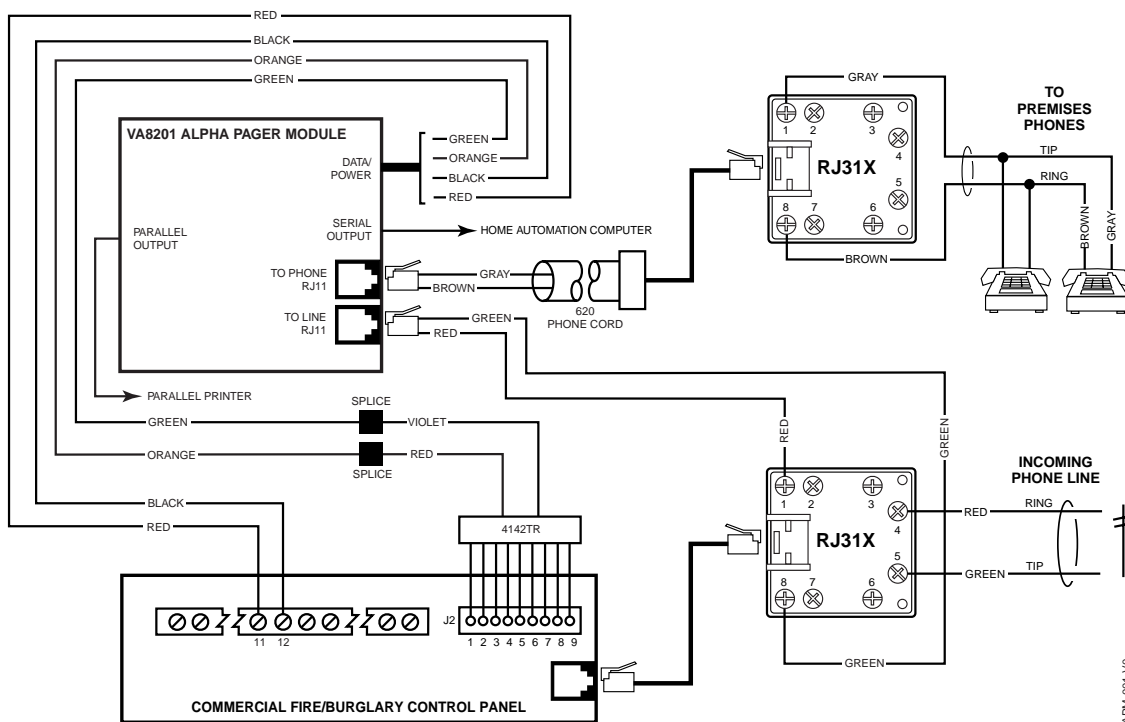 RED
BLACK
ORANGE
GREEN
VA8201 ALPHA PAGER MODULE
DATA/
POWER
GREEN
ORANGE
BLACK
RED
PARALLEL
OUTPUT
SERIAL
OUTPUT
HOME AUTOMATION COMPUTER
TO PHONE
RJ11
GRAY
BROWN
620
PHONE CORD
TO LINE
RJ11
GREEN
RED
PARALLEL PRINTER
GRAY
1
2
3
4
RJ31X
5
8
7
6
BROWN
TO
PREMISES
PHONES
TIP
RING
BROWN
GRAY
SPLICE
GREEN
VIOLET
ORANGE
RED
SPLICE
BLACK
RED
4142TR
11
12
J2
1 2 3 4 5 6 7 8 9
COMMERCIAL FIRE/BURGLARY CONTROL PANEL
RED
GREEN
1
2
3
4
RJ31X
5
8
7
6
GREEN
INCOMING
PHONE LINE
RED
RING
GREEN
TIP